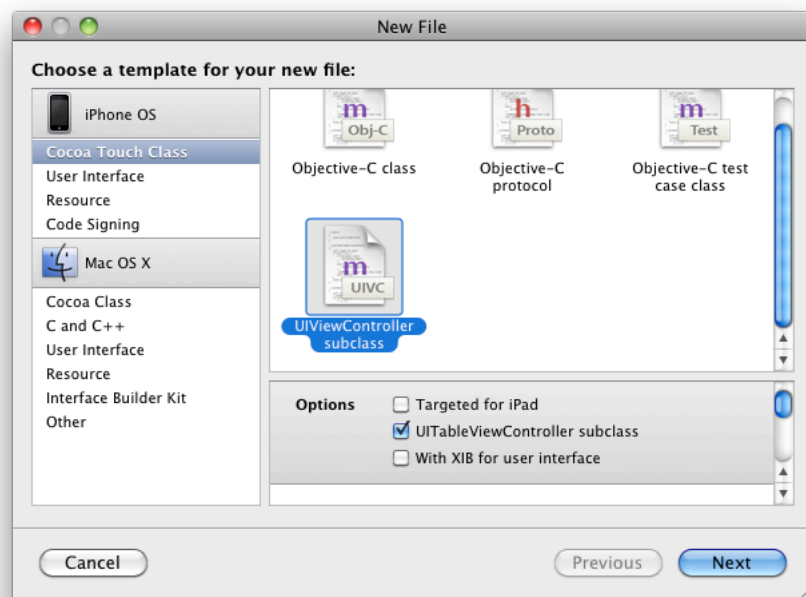 New File
Choose a template for your new file:
iPhone OS
Cocoa Touch Class
User Interface
Resource
Code Signing
Mac OS X
Cocoa Class
C and C++
User Interface
Resource
Interface Builder Kit
Other
m
Obj-C
Objective-C class
h
Proto
Objective-C
protocol
m
Test
Objective-C test
case class
m
UIVC
UIViewController
subclass
Options
Targeted for iPad
UITableViewController subclass
With XIB for user interface
Cancel
Previous
Next